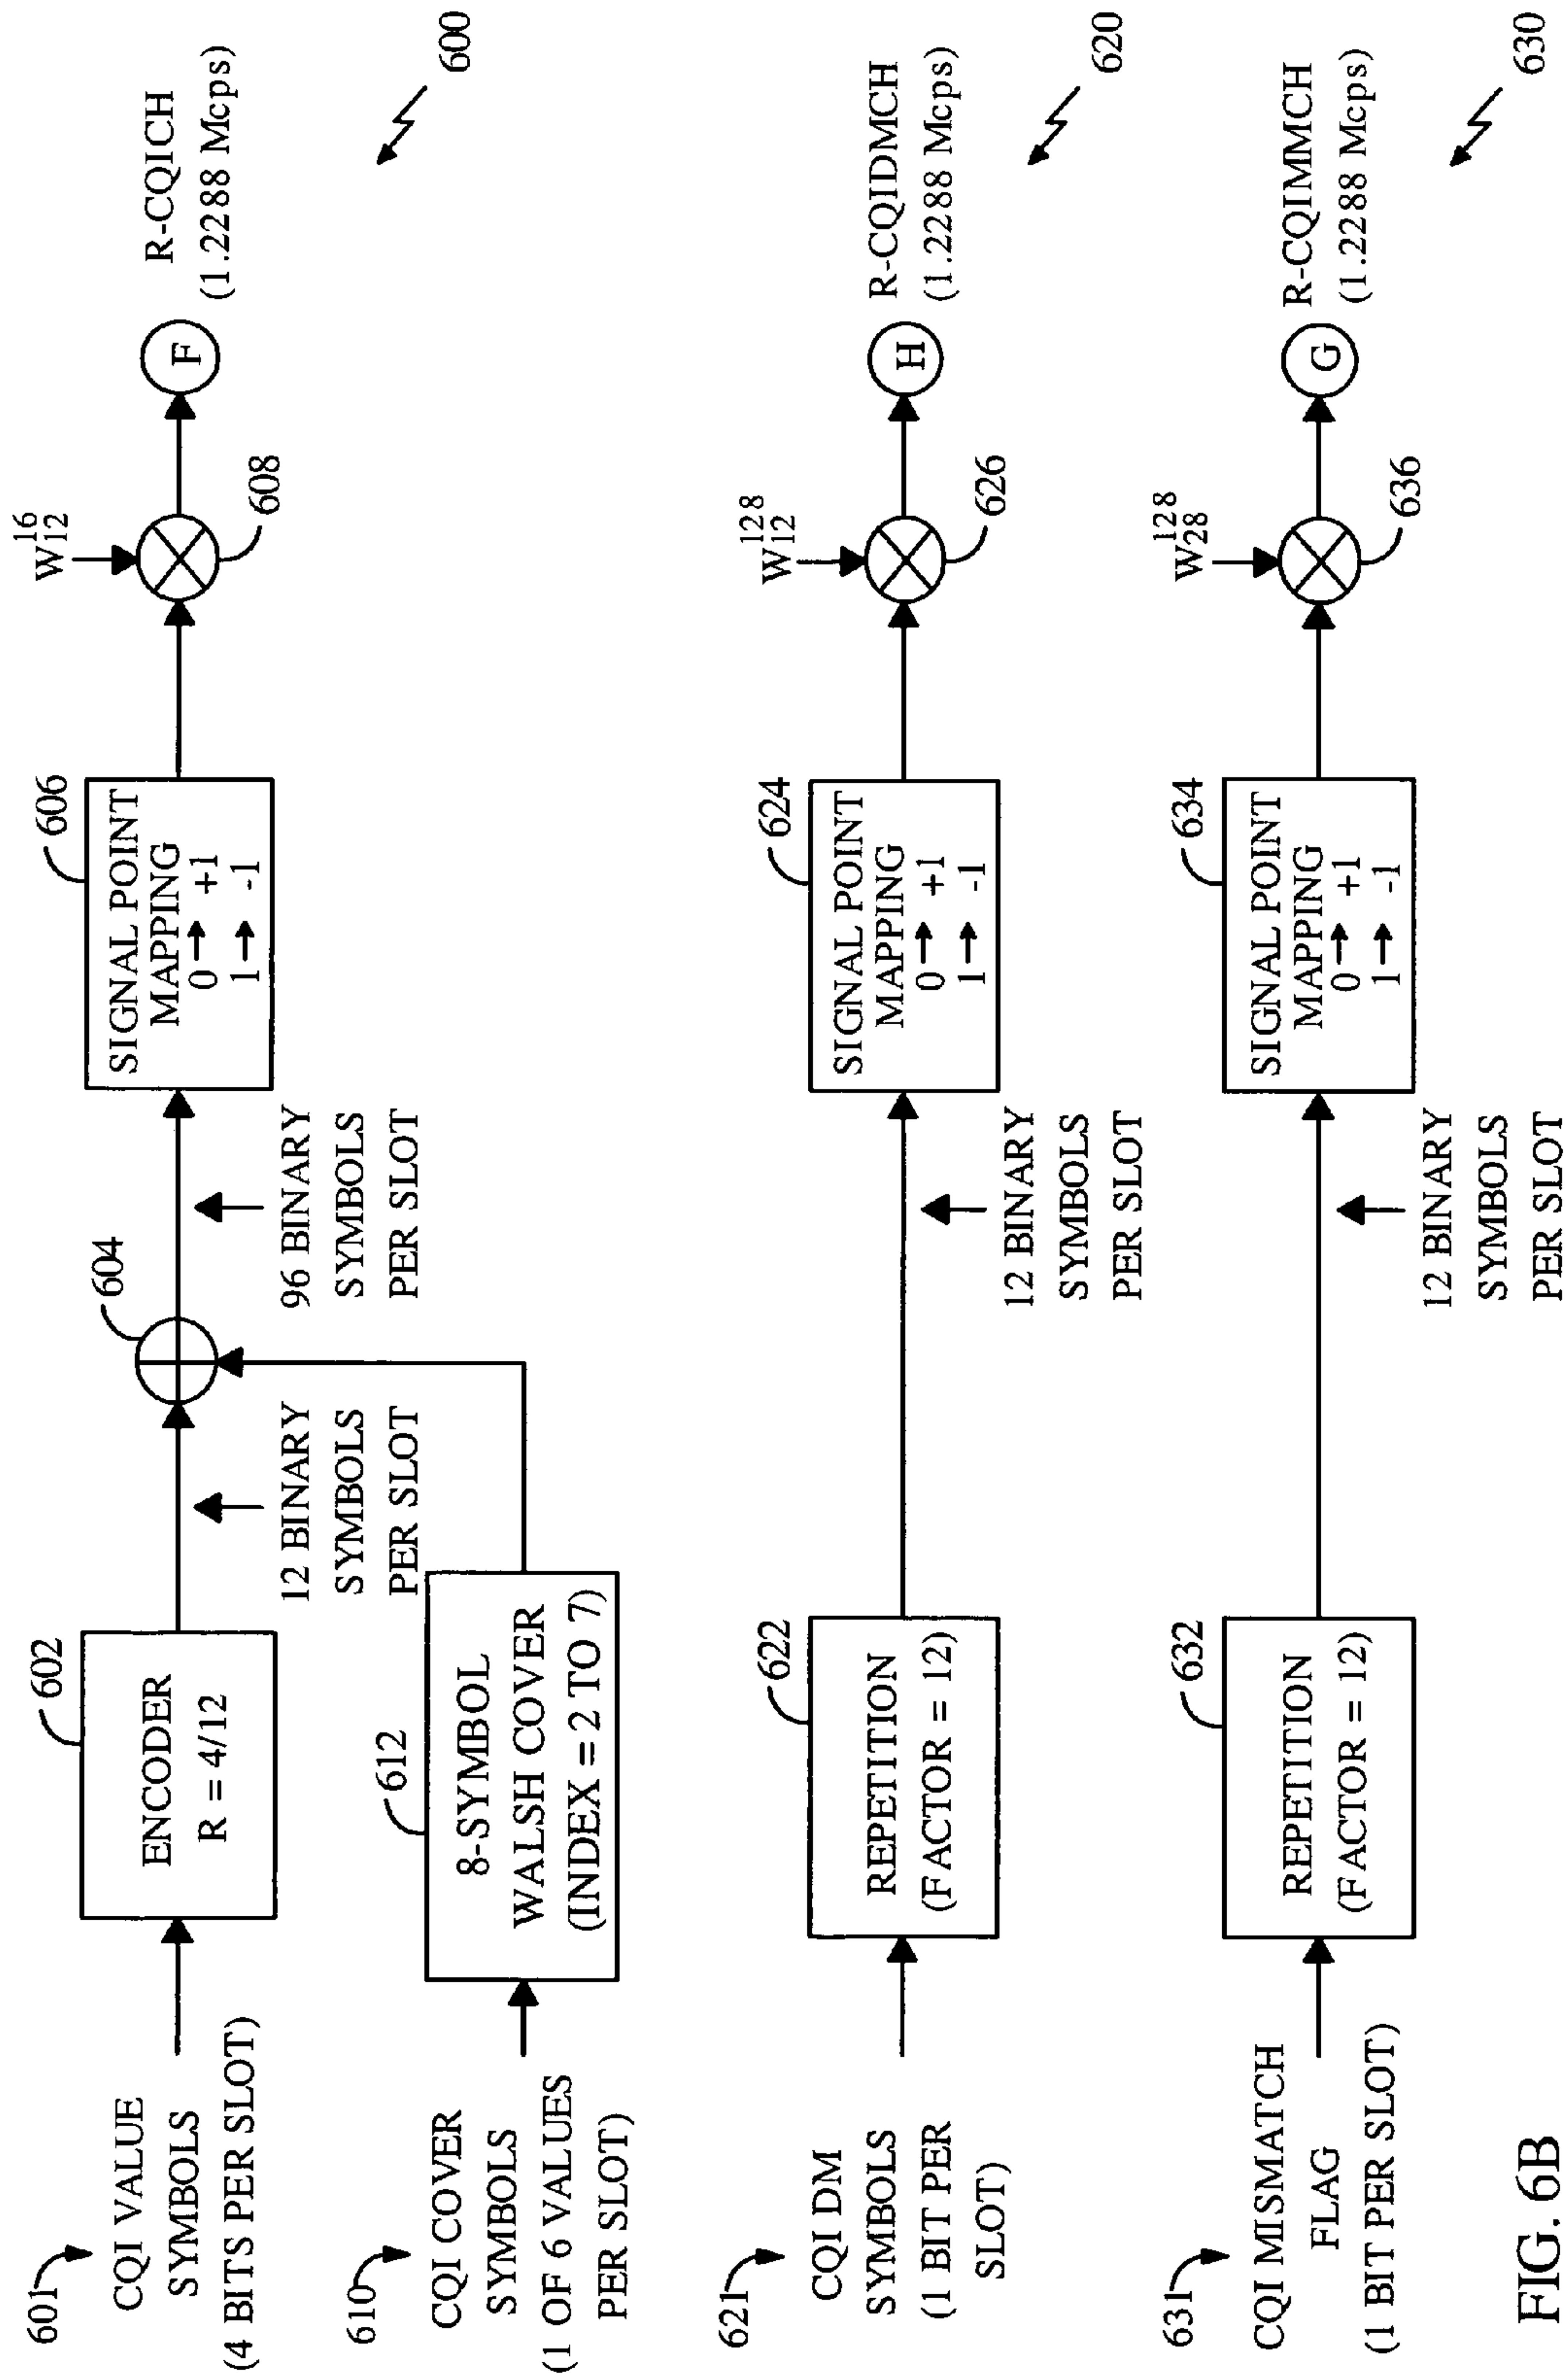 601
CQI VALUE
SYMBOLS
(4 BITS PER SLOT)
602
ENCODER
R = 4/12
12 BINARY
SYMBOLS
PER SLOT
604
96 BINARY
SYMBOLS
PER SLOT
606
SIGNAL POINT
MAPPING
0→ +1
1→ -1
W₁₂¹⁶
608
F
R-CQICH
(1.2288 Mcps)
600
610
CQI COVER
SYMBOLS
(1 OF 6 VALUES
PER SLOT)
612
8-SYMBOL
WALSH COVER
(INDEX = 2 TO 7)
621
CQI DM
SYMBOLS
(1 BIT PER
SLOT)
622
REPETITION
(FACTOR = 12)
12 BINARY
SYMBOLS
PER SLOT
624
SIGNAL POINT
MAPPING
0→ +1
1→ -1
W₁₂¹²⁸
626
H
R-CQIDMCH
(1.2288 Mcps)
620
631
CQI MISMATCH
FLAG
(1 BIT PER SLOT)
632
REPETITION
(FACTOR = 12)
12 BINARY
SYMBOLS
PER SLOT
634
SIGNAL POINT
MAPPING
0→ +1
1→ -1
W₂₈¹²⁸
636
G
R-CQIMMCH
(1.2288 Mcps)
630
FIG. 6B